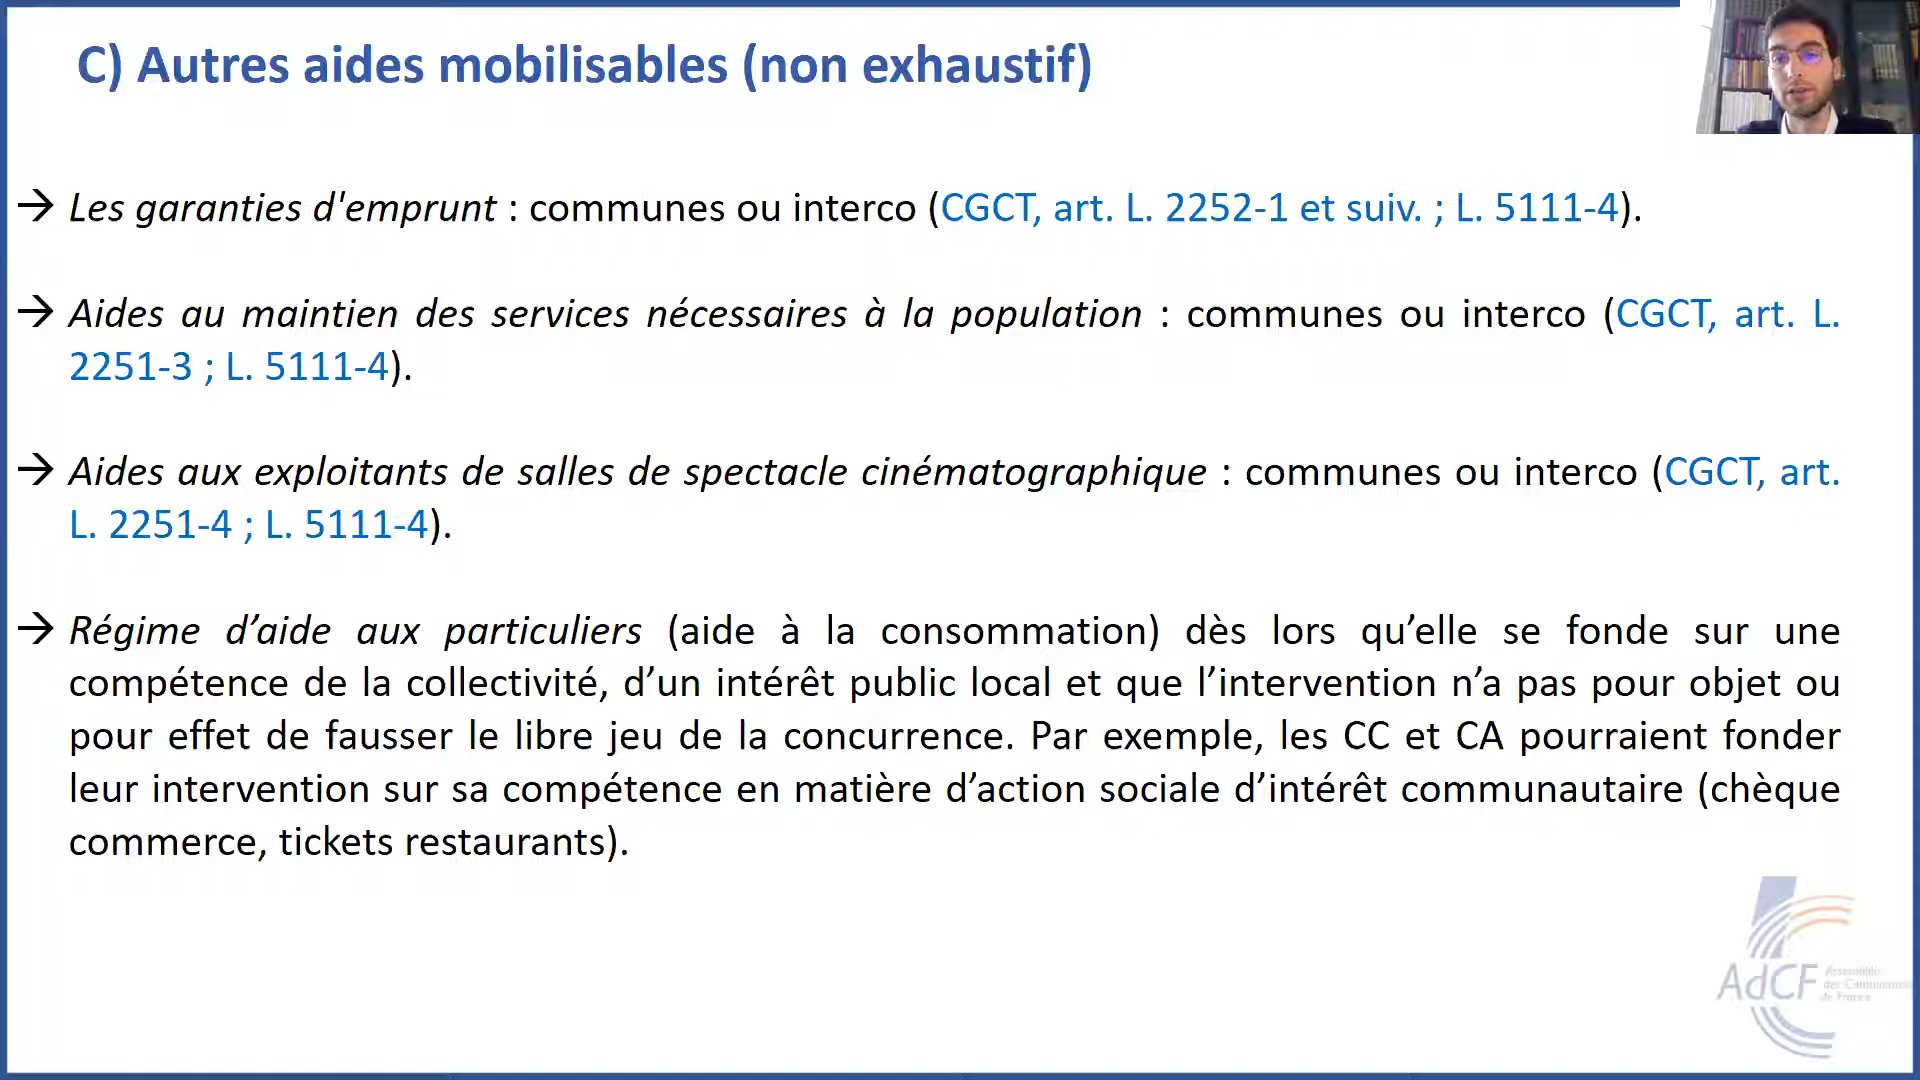 C) Autres aides mobilisables (non exhaustif)
→ Les garanties d'emprunt : communes ou interco (CGCT, art. L. 2252-1 et suiv. ; L. 5111-4).
→ Aides au maintien des services nécessaires à la population : communes ou interco (CGCT, art. L.
2251-3 ; L. 5111-4).
→ Aides aux exploitants de salles de spectacle cinématographique : communes ou interco (CGCT, art.
L. 2251-4 ; L. 5111-4).
→ Régime d’aide aux particuliers (aide à la consommation) dès lors qu’elle se fonde sur une
compétence de la collectivité, d’un intérêt public local et que l’intervention n’a pas pour objet ou
pour effet de fausser le libre jeu de la concurrence. Par exemple, les CC et CA pourraient fonder
leur intervention sur sa compétence en matière d’action sociale d’intérêt communautaire (chèque
commerce, tickets restaurants).
AdCF
de France